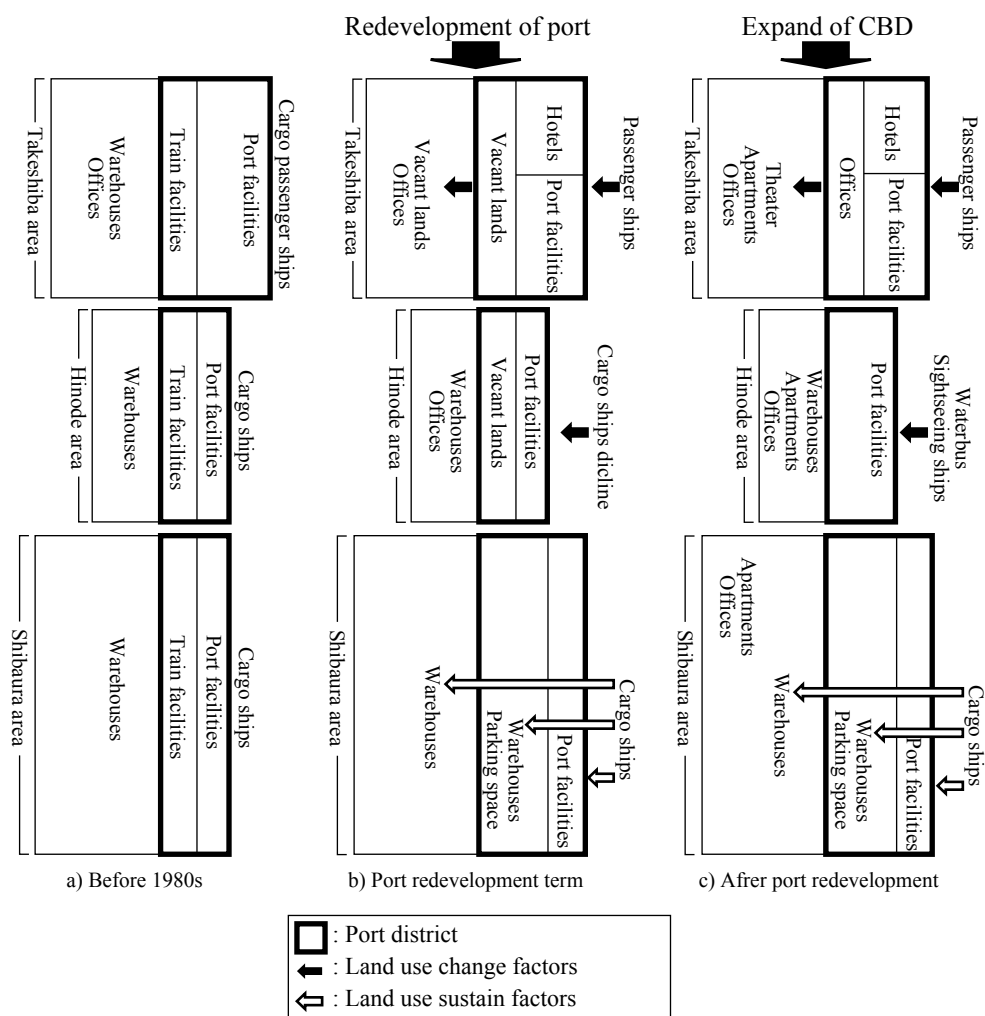 Redevelopment of port
Expand of CBD
Cargo passenger ships
Port facilities
Train facilities
Warehouses
Offices
Takeshiba area
Cargo ships
Port facilities
Train facilities
Warehouses
Hinode area
Cargo ships
Port facilities
Train facilities
Warehouses
Shibaura area
a) Before 1980s
Passenger ships
Hotels
Port facilities
Vacant lands
Vacant lands
Offices
Takeshiba area
Cargo ships dicline
Port facilities
Vacant lands
Warehouses
Offices
Hinode area
Cargo ships
Port facilities
Warehouses
Parking space
Warehouses
Shibaura area
b) Port redevelopment term
Passenger ships
Hotels
Port facilities
Offices
Theater
Apartments
Offices
Takeshiba area
Waterbus
Sightseeing ships
Port facilities
Warehouses
Apartments
Offices
Hinode area
Cargo ships
Port facilities
Warehouses
Parking space
Warehouses
Apartments
Offices
Shibaura area
c) Afrer port redevelopment
: Port district
: Land use change factors
: Land use sustain factors